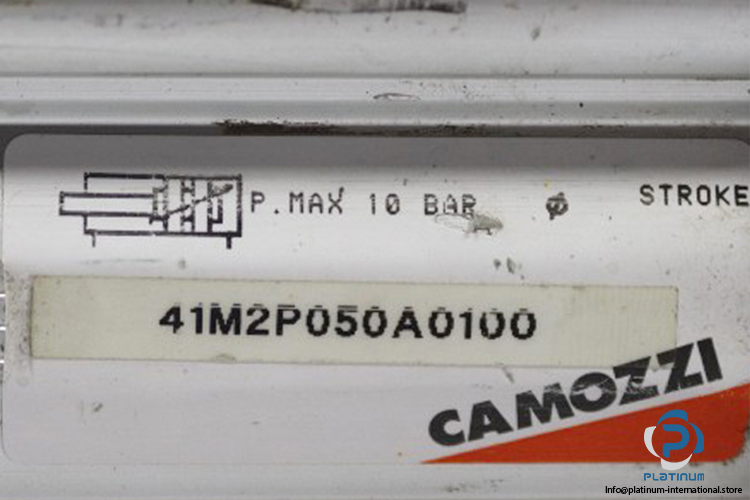 P.MAX 10 BAR ⌀ STROKE
41M2P050A0100
CAMOZZI
P
PLATINUM
Info@platinum-international.store